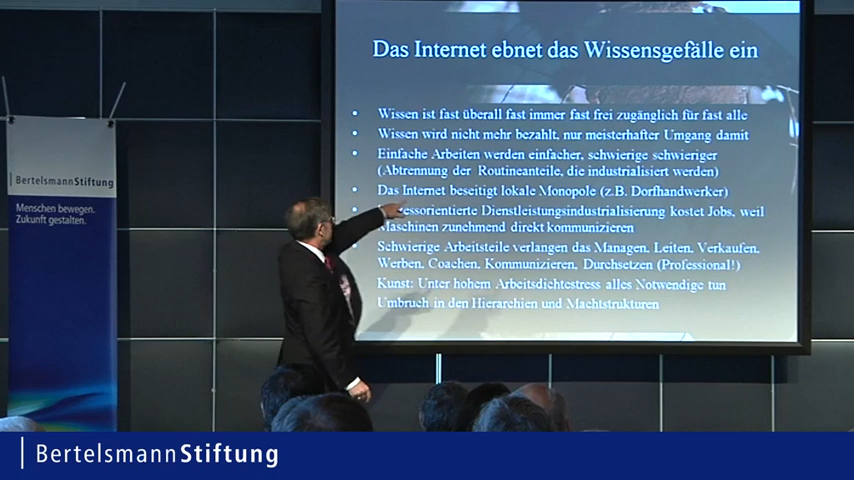 Das Internet ebnet das Wissensgefälle ein
• Wissen ist fast überall fast immer fast frei zugänglich für fast alle
• Wissen wird nicht mehr bezahlt, nur meisterhafter Umgang damit
• Einfache Arbeiten werden einfacher, schwierige schwieriger
(Abtrennung der Routineanteile, die industrialisiert werden)
• Das Internet beseitigt lokale Monopole (z.B. Dorfhandwerker)
Dienstleistungsindustrialisierung kostet Jobs, weil
Maschinen zunehmend direkt kommunizieren
• Schwierige Arbeitsteile verlangen das Managen, Leiten, Verkaufen,
Werben, Coachen, Kommunizieren, Durchsetzen (Professional!)
Kunst: Unter hohem Arbeitsdichtestress alles Notwendige tun
Umbruch in den Hierarchien und Machtstrukturen
BertelsmannStiftung
Menschen bewegen.
Zukunft gestalten.
BertelsmannStiftung